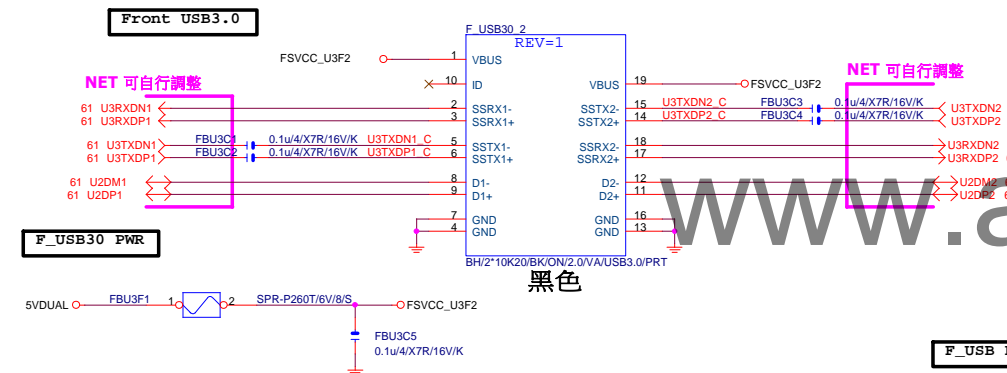 Front USB3.0
F_USB30_2
REV=1
FSVCC_U3F2
1 VBUS
10 ID
VBUS 19
FSVCC_U3F2
NET 可自行調整
NET 可自行調整
61 U3RXDN1
2 SSRX1-
61 U3RXDP1
3 SSRX1+
SSTX2- 15 U3TXDN2_C FBU3C3 0.1u/4/X7R/16V/K U3TXDN2
SSTX2+ 14 U3TXDP2_C FBU3C4 0.1u/4/X7R/16V/K U3TXDP2
61 U3TXDN1 FBU3C1 0.1u/4/X7R/16V/K U3TXDN1_C 5 SSTX1-
61 U3TXDP1 FBU3C2 0.1u/4/X7R/16V/K U3TXDP1_C 6 SSTX1+
SSRX2- 18 U3RXDN2
SSRX2+ 17 U3RXDP2
61 U2DM1 8 D1-
61 U2DP1 9 D1+
D2- 12 U2DM2 6
D2+ 11 U2DP2 6
7 GND
4 GND
GND 16
GND 13
www.a
BH/2*10K20/BK/ON/2.0/VA/USB3.0/PRT
黑色
F_USB30 PWR
5VDUAL FBU3F1 1 2 SPR-P260T/6V/8/S FSVCC_U3F2
FBU3C5
0.1u/4/X7R/16V/K
F_USB